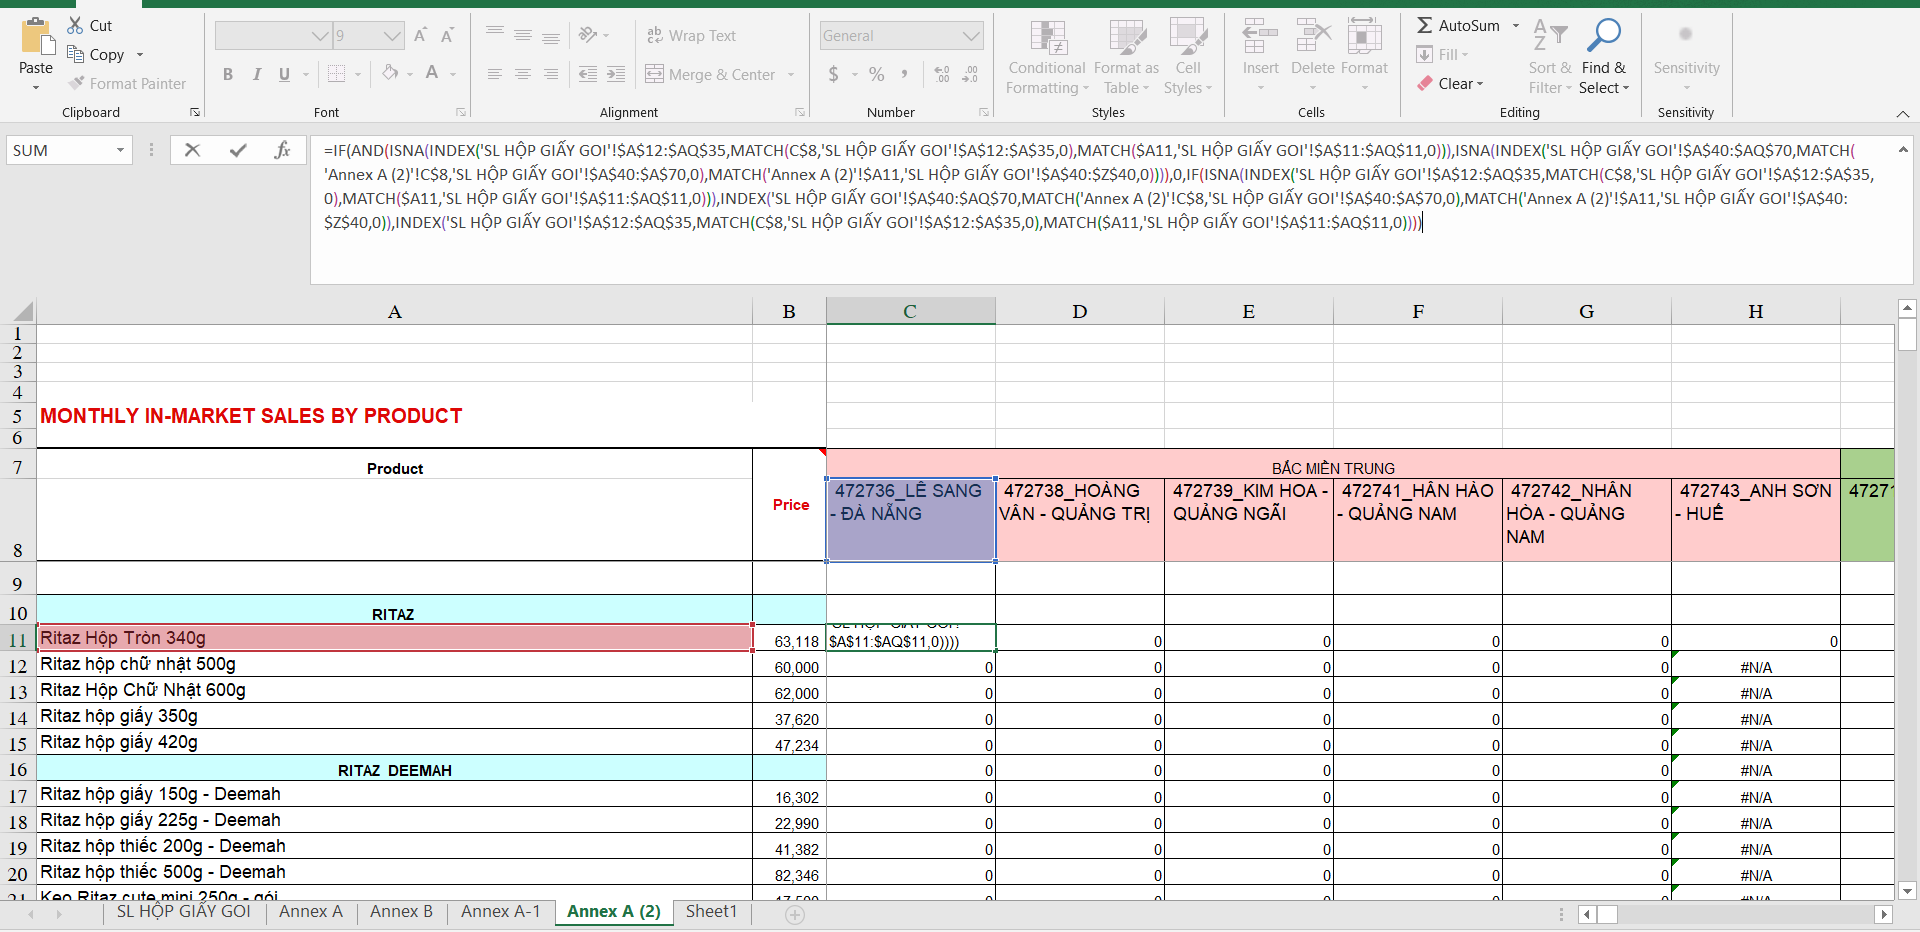 Cut
Copy
Format Painter
Paste
Clipboard
9
A A
B I U A
Font
Wrap Text
Merge & Center
Alignment
General
$ % ,
Number
Conditional Formatting
Format as Table
Cell Styles
Styles
Insert
Delete
Format
Cells
AutoSum
Fill
Clear
Sort & Filter
Find & Select
Editing
Sensitivity
Sensitivity
SUM
fx
=IF(AND(ISNA(INDEX('SL HỘP GIẤY GOI'!$A$12:$AQ$35,MATCH(C$8,'SL HỘP GIẤY GOI'!$A$12:$A$35,0),MATCH($A11,'SL HỘP GIẤY GOI'!$A$11:$AQ$11,0))),ISNA(INDEX('SL HỘP GIẤY GOI'!$A$40:$AQ$70,MATCH(
'Annex A (2)'!C$8,'SL HỘP GIẤY GOI'!$A$40:$A$70,0),MATCH('Annex A (2)'!$A11,'SL HỘP GIẤY GOI'!$A$40:$Z$40,0)))),0,IF(ISNA(INDEX('SL HỘP GIẤY GOI'!$A$12:$AQ$35,MATCH(C$8,'SL HỘP GIẤY GOI'!$A$12:$A$35,
0),MATCH($A11,'SL HỘP GIẤY GOI'!$A$11:$AQ$11,0))),INDEX('SL HỘP GIẤY GOI'!$A$40:$AQ$70,MATCH('Annex A (2)'!C$8,'SL HỘP GIẤY GOI'!$A$40:$A$70,0),MATCH('Annex A (2)'!$A11,'SL HỘP GIẤY GOI'!$A$40:
$Z$40,0)),INDEX('SL HỘP GIẤY GOI'!$A$12:$AQ$35,MATCH(C$8,'SL HỘP GIẤY GOI'!$A$12:$A$35,0),MATCH($A11,'SL HỘP GIẤY GOI'!$A$11:$AQ$11,0))))
A B C D E F G H
1
2
3
4
5 MONTHLY IN-MARKET SALES BY PRODUCT
6
7 Product BẮC MIỀN TRUNG
8 Price
472736_LÊ SANG
- ĐÀ NẴNG
472738_HOÀNG
VÂN - QUẢNG TRỊ
472739_KIM HOA -
QUẢNG NGÃI
472741_HÂN HÀO
- QUẢNG NAM
472742_NHÂN
HÒA - QUẢNG
NAM
472743_ANH SƠN
- HUẾ
9
10 RITAZ
11 Ritaz Hộp Tròn 340g 63,118 $A$11:$AQ$11,0)))) 0 0 0 0 0
12 Ritaz hộp chữ nhật 500g 60,000 0 0 0 0 0 #N/A
13 Ritaz Hộp Chữ Nhật 600g 62,000 0 0 0 0 0 #N/A
14 Ritaz hộp giấy 350g 37,620 0 0 0 0 0 #N/A
15 Ritaz hộp giấy 420g 47,234 0 0 0 0 0 #N/A
16 RITAZ DEEMAH 0 0 0 0 0 #N/A
17 Ritaz hộp giấy 150g - Deemah 16,302 0 0 0 0 0 #N/A
18 Ritaz hộp giấy 225g - Deemah 22,990 0 0 0 0 0 #N/A
19 Ritaz hộp thiếc 200g - Deemah 41,382 0 0 0 0 0 #N/A
20 Ritaz hộp thiếc 500g - Deemah 82,346 0 0 0 0 0 #N/A
SL HỘP GIẤY GOI Annex A Annex B Annex A-1 Annex A (2) Sheet1